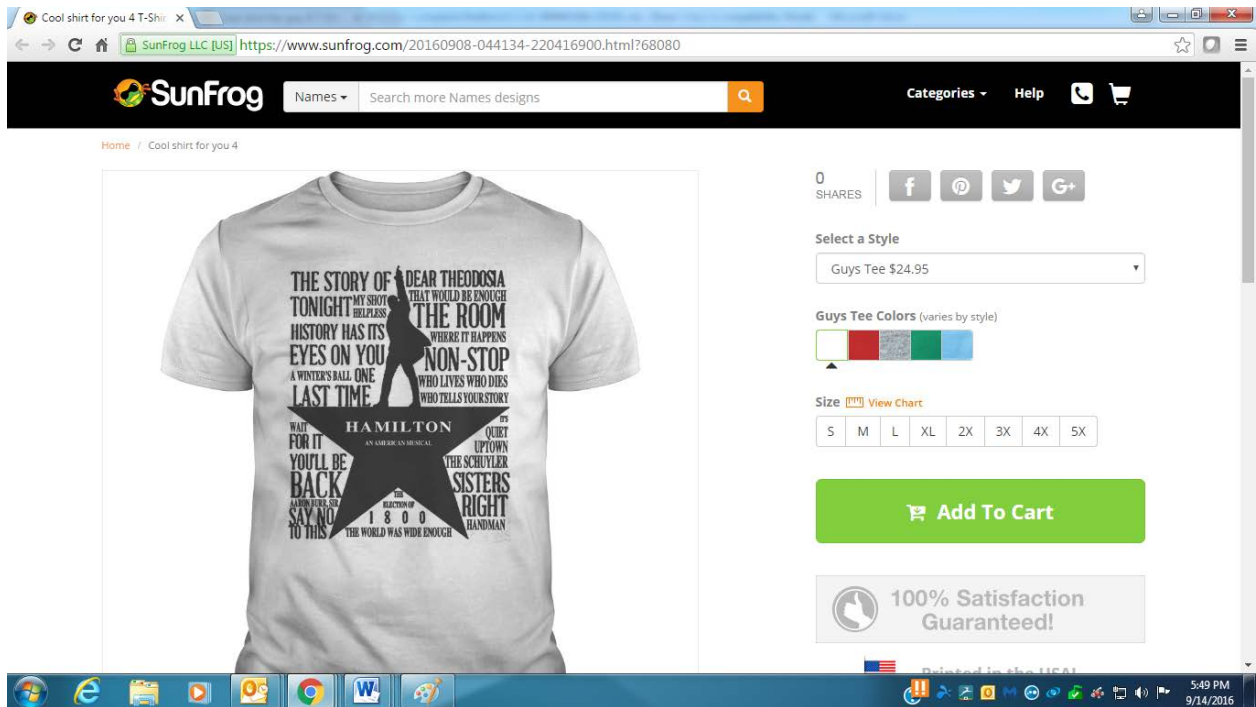 Cool shirt for you 4 T-Shir
SunFrog LLC [US] https://www.sunfrog.com/20160908-044134-220416900.html?68080
SunFrog
Names
Search more Names designs
Categories
Help
Home / Cool shirt for you 4
THE STORY OF
TONIGHT MY SHOT
HELPLESS
HISTORY HAS ITS
EYES ON YOU
A WINTER'S BALL ONE
LAST TIME
DEAR THEODOSIA
THAT WOULD BE ENOUGH
THE ROOM
WHERE IT HAPPENS
NON-STOP
WHO LIVES WHO DIES
WHO TELLS YOUR STORY
HAMILTON
AN AMERICAN MUSICAL
WAIT
FOR IT
YOU'LL BE
BACK
AARON BURR, SIR
SAY NO
TO THIS
IT'S
QUIET
UPTOWN
THE SCHUYLER
SISTERS
RIGHT
HANDMAN
THE
ELECTION OF
1800
THE WORLD WAS WIDE ENOUGH
0
SHARES
f
G+
Select a Style
Guys Tee $24.95
Guys Tee Colors (varies by style)
Size View Chart
S M L XL 2X 3X 4X 5X
Add To Cart
100% Satisfaction
Guaranteed!
Printed in the USA!
5:49 PM
9/14/2016